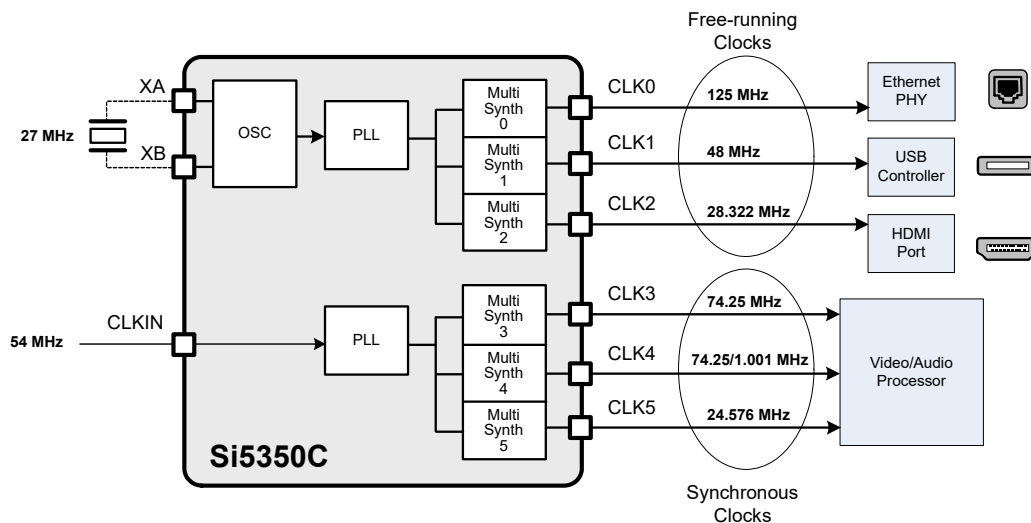 Free-running
Clocks
XA
27 MHz
XB
OSC
PLL
Multi
Synth
0
Multi
Synth
1
Multi
Synth
2
CLK0
125 MHz
Ethernet
PHY
CLK1
48 MHz
USB
Controller
CLK2
28.322 MHz
HDMI
Port
CLKIN
54 MHz
PLL
Multi
Synth
3
Multi
Synth
4
Multi
Synth
5
CLK3
74.25 MHz
CLK4
74.25/1.001 MHz
CLK5
24.576 MHz
Video/Audio
Processor
Si5350C
Synchronous
Clocks